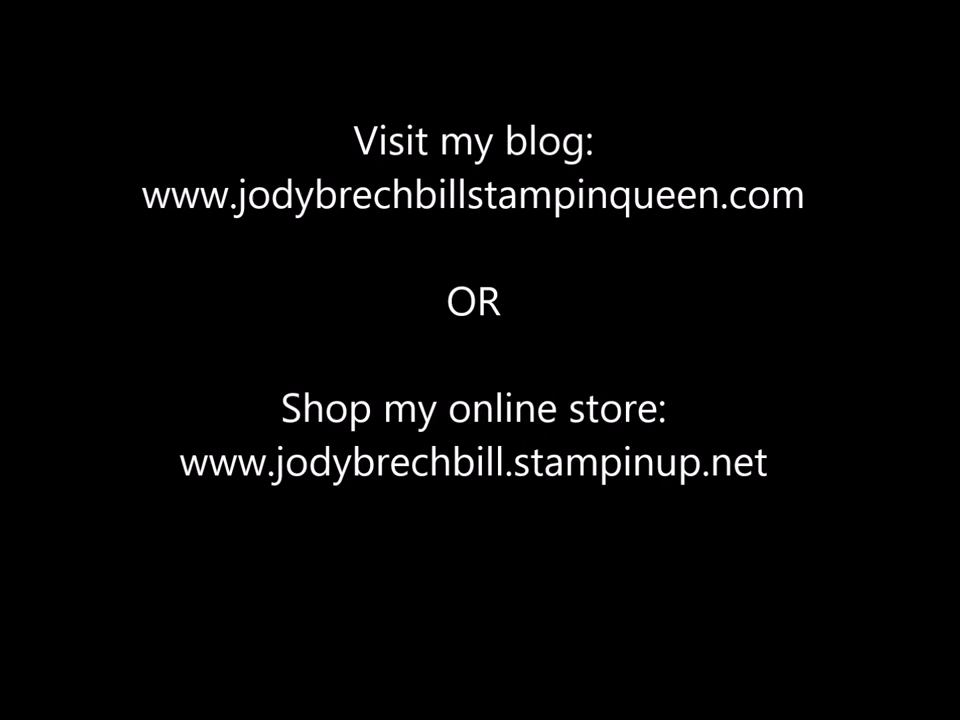 Visit my blog:
www.jodybrechbillstampinqueen.com
OR
Shop my online store:
www.jodybrechbill.stampinup.net